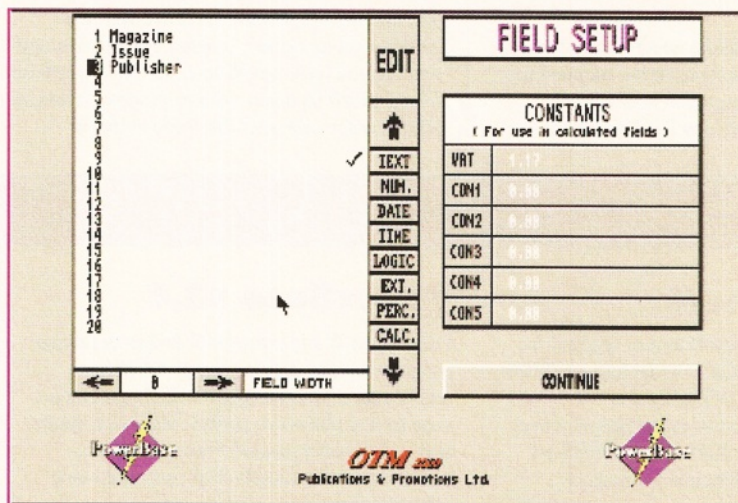 1 Magazine
2 Issue
3 Publisher
4
5
6
7
8
9
10
11
12
13
14
15
16
17
18
19
20
EDIT
TEXT
NUM.
DATE
TIME
LOGIC
EXT.
PERC.
CALC.
8
FIELD WIDTH
FIELD SETUP
CONSTANTS
( For use in calculated fields )
VAT 1.17
CON1 0.00
CON2 0.00
CON3 0.00
CON4 0.00
CON5 0.00
CONTINUE
PowerBase
OTM
Publications & Promotions Ltd.
PowerBase